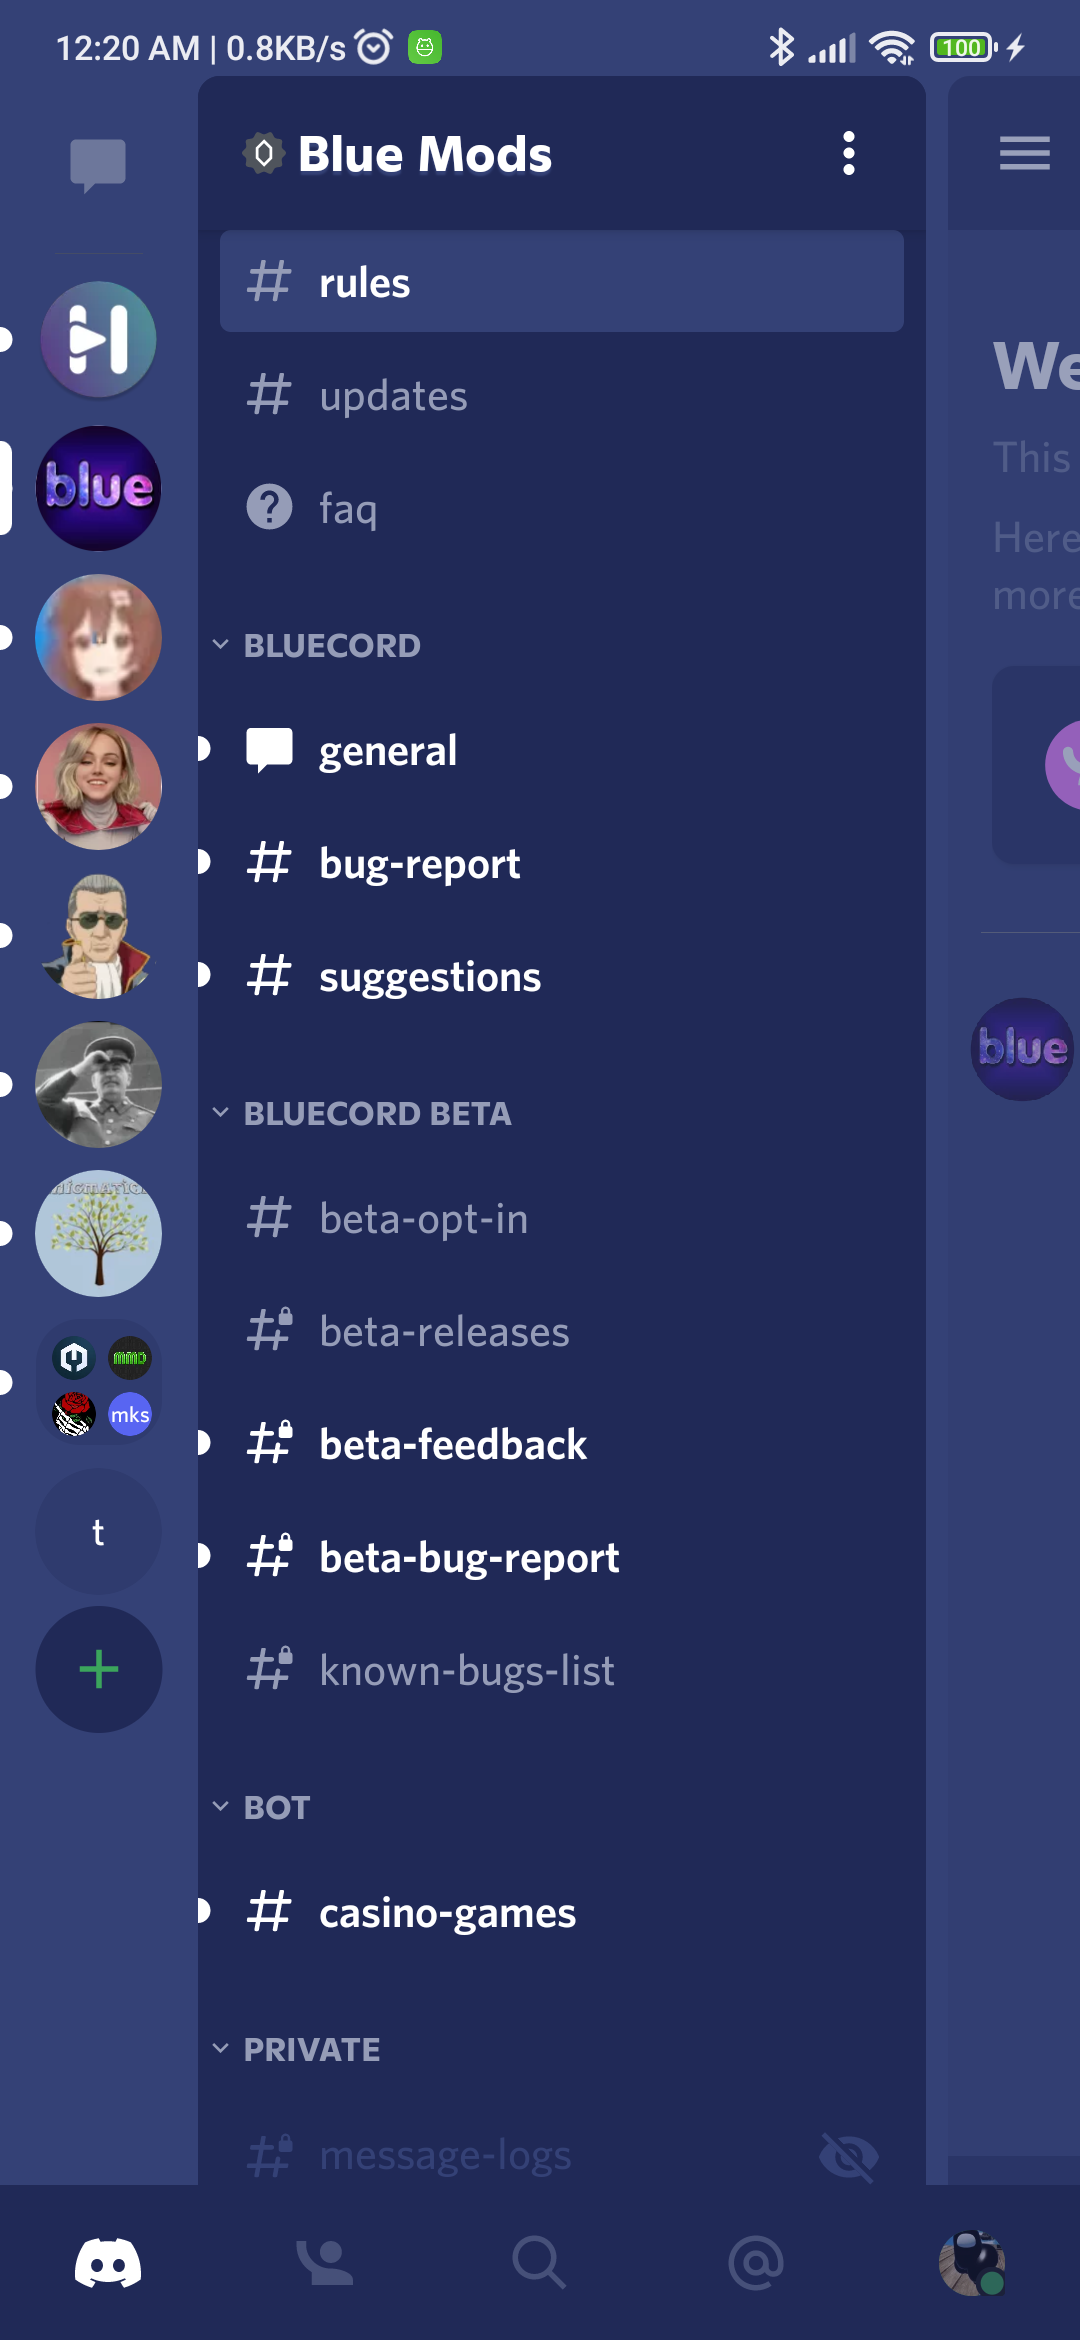 12:20 AM | 0.8KB/s
100
Blue Mods
rules
updates
faq
BLUECORD
general
bug-report
suggestions
BLUECORD BETA
beta-opt-in
beta-releases
beta-feedback
beta-bug-report
known-bugs-list
BOT
casino-games
PRIVATE
message-logs
blue
mks
t
We
This
Here
more
blue